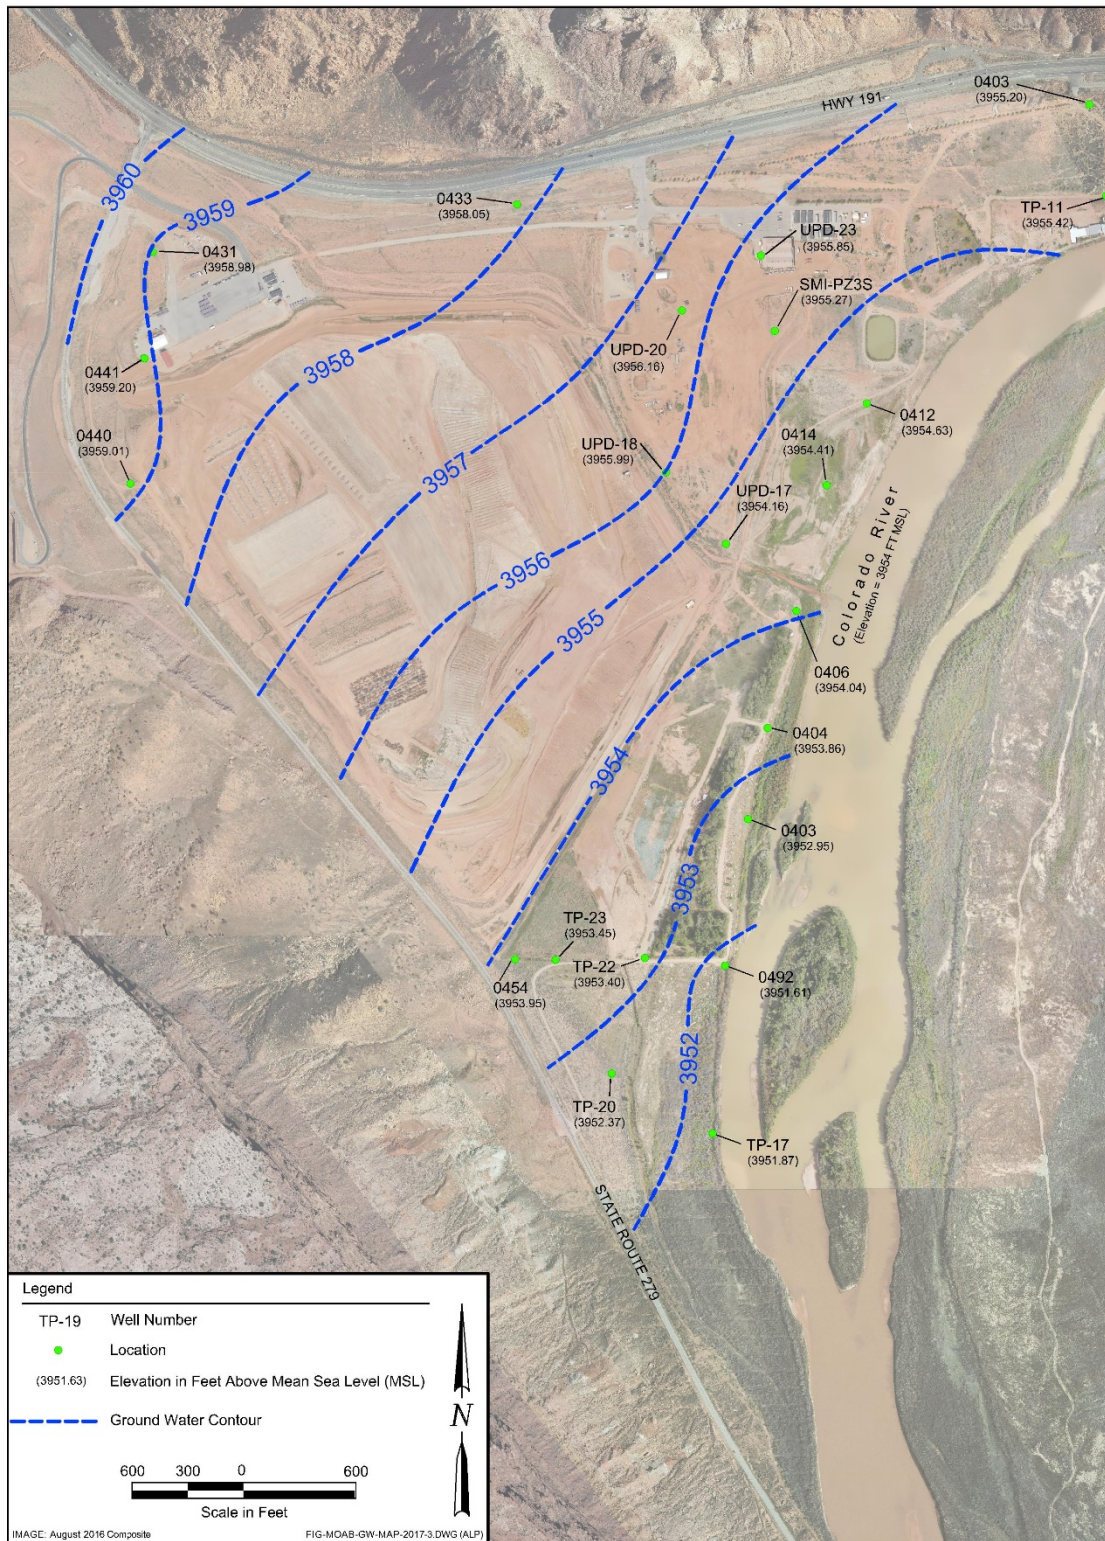 0403
(3955.20)
HWY 191
3960
3959
0433
(3958.05)
TP-11
(3955.42)
0431
(3958.98)
UPD-23
(3955.85)
SMI-PZ3S
(3955.27)
UPD-20
(3956.16)
0441
(3959.20)
3958
0412
(3954.63)
0440
(3959.01)
3957
UPD-18
(3955.99)
0414
(3954.41)
UPD-17
(3954.16)
Colorado River
(Elevation = 3954 FT MSL)
3956
3955
0406
(3954.04)
0404
(3953.86)
3954
0403
(3952.95)
3953
TP-23
(3953.45)
TP-22
(3953.40)
0454
(3953.95)
0492
(3951.61)
3952
TP-20
(3952.37)
TP-17
(3951.87)
STATE ROUTE 279
Legend
TP-19 Well Number
Location
(3951.63) Elevation in Feet Above Mean Sea Level (MSL)
Ground Water Contour
N
600 300 0 600
Scale in Feet
IMAGE: August 2016 Composite FIG-MOAB-GW-MAP-2017-3.DWG (ALP)